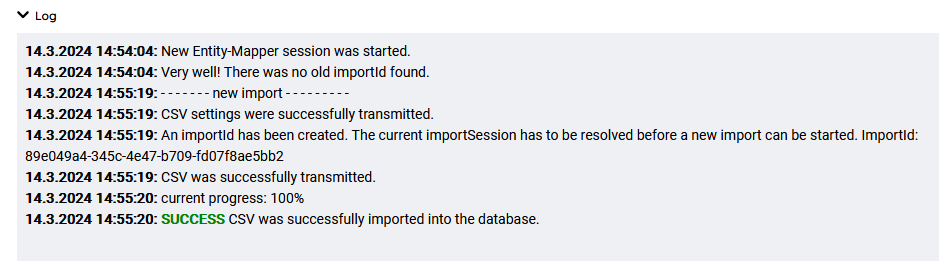 Log
14.3.2024 14:54:04: New Entity-Mapper session was started.
14.3.2024 14:54:04: Very well! There was no old importId found.
14.3.2024 14:55:19: - - - - - - - new import - - - - - - - - -
14.3.2024 14:55:19: CSV settings were successfully transmitted.
14.3.2024 14:55:19: An importId has been created. The current importSession has to be resolved before a new import can be started. ImportId:
89e049a4-345c-4e47-b709-fd07f8ae5bb2
14.3.2024 14:55:19: CSV was successfully transmitted.
14.3.2024 14:55:20: current progress: 100%
14.3.2024 14:55:20: SUCCESS CSV was successfully imported into the database.